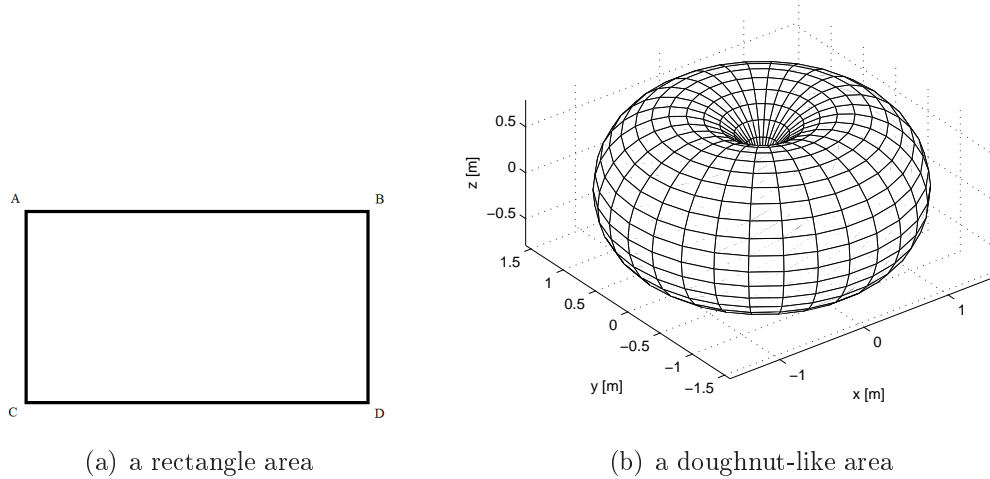 A
B
C
D
0.5
0
−0.5
z [m]
1.5
1
0.5
0
−0.5
−1
−1.5
y [m]
−1
0
1
x [m]
(a) a rectangle area
(b) a doughnut-like area